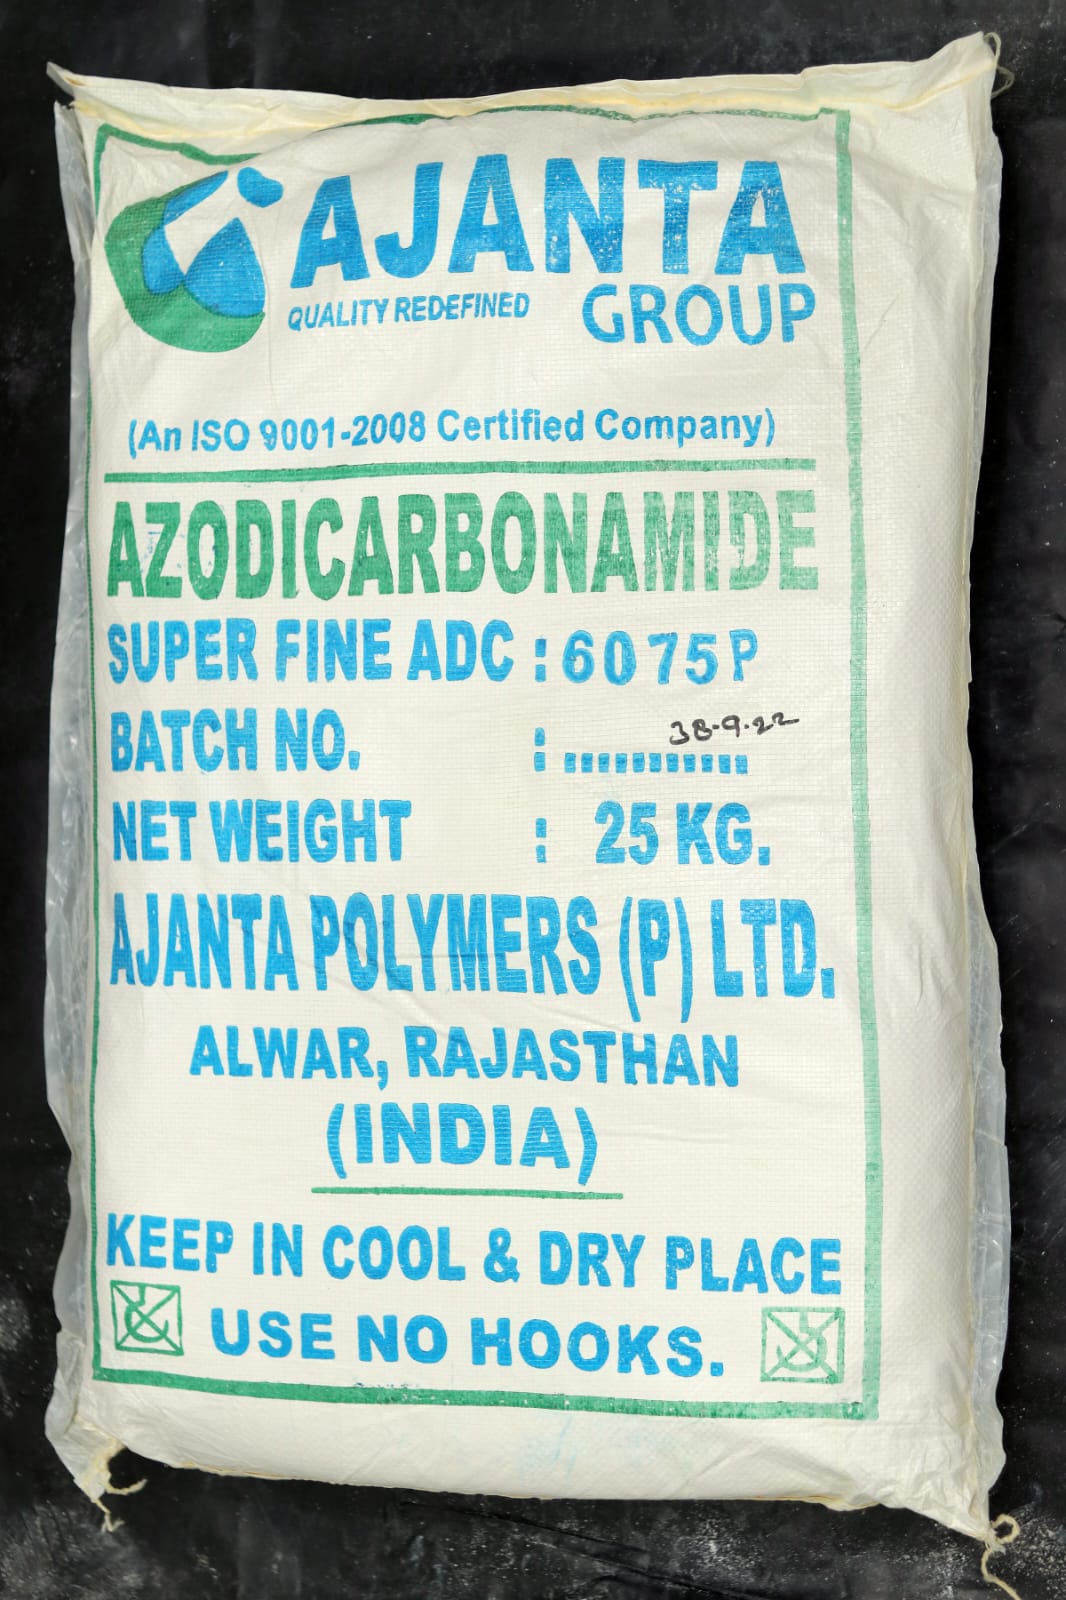 AJANTA
QUALITY REDEFINED GROUP
(An ISO 9001-2008 Certified Company)
AZODICARBONAMIDE
SUPER FINE ADC : 6075P
BATCH NO. : 38-9-22
NET WEIGHT : 25 KG.
AJANTA POLYMERS (P) LTD.
ALWAR, RAJASTHAN
(INDIA)
KEEP IN COOL & DRY PLACE
USE NO HOOKS.